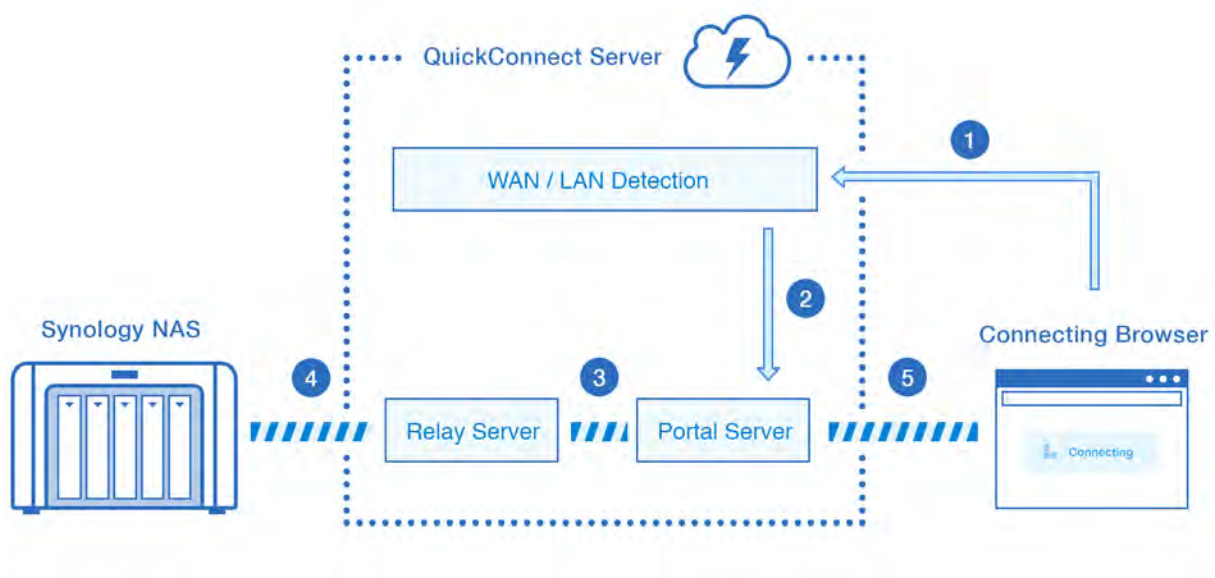 QuickConnect Server
1
WAN / LAN Detection
2
Synology NAS
Connecting Browser
4
3
5
Relay Server
Portal Server
Connecting